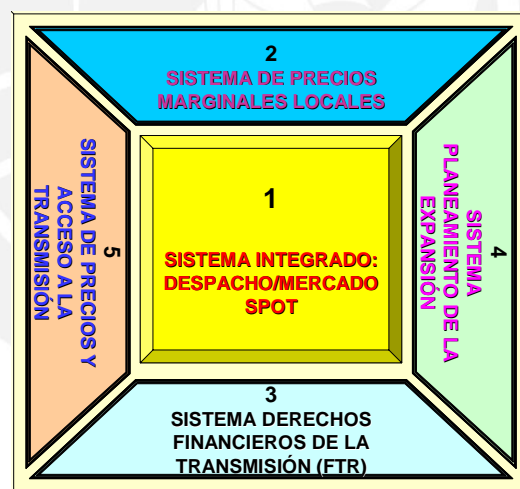 2
SISTEMA DE PRECIOS
MARGINALES LOCALES
5
SISTEMA DE PRECIOS Y
ACCESO A LA
TRANSMISIÓN
1
SISTEMA INTEGRADO:
DESPACHO/MERCADO
SPOT
4
SISTEMA
PLANEAMIENTO DE LA
EXPANSIÓN
3
SISTEMA DERECHOS
FINANCIEROS DE LA
TRANSMISIÓN (FTR)